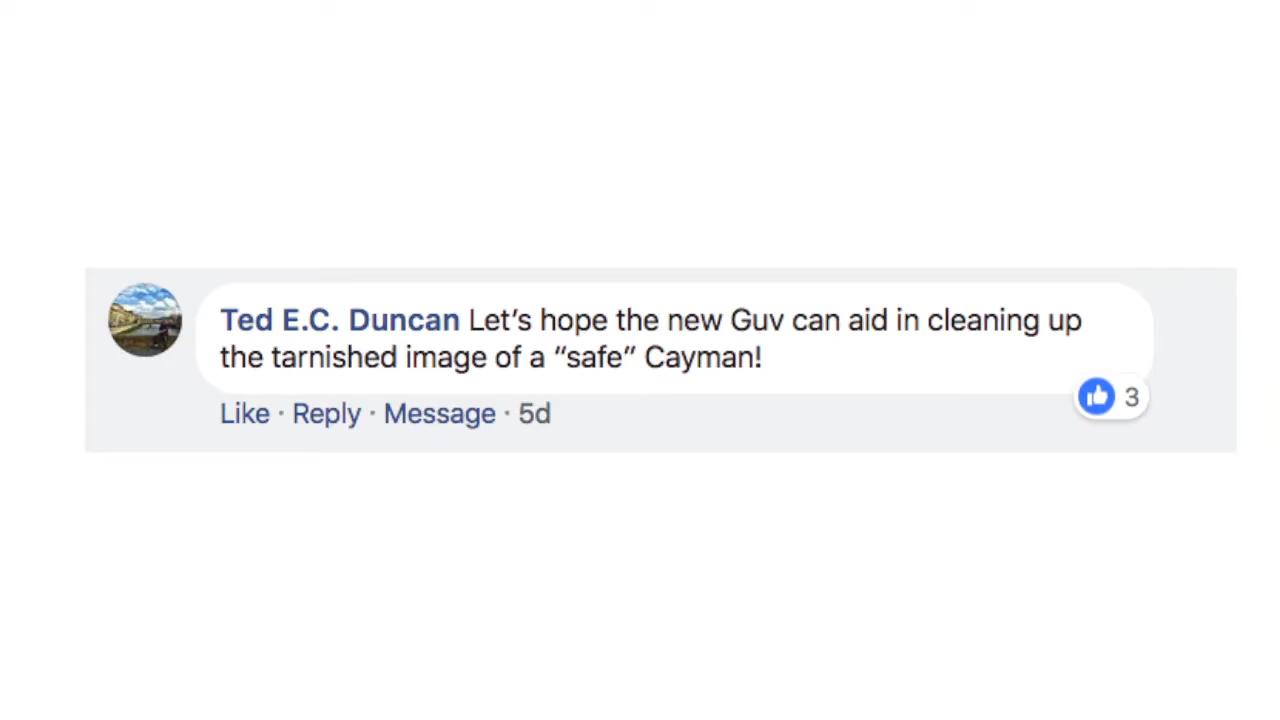 Ted E.C. Duncan Let’s hope the new Guv can aid in cleaning up
the tarnished image of a “safe” Cayman!
3
Like · Reply · Message · 5d